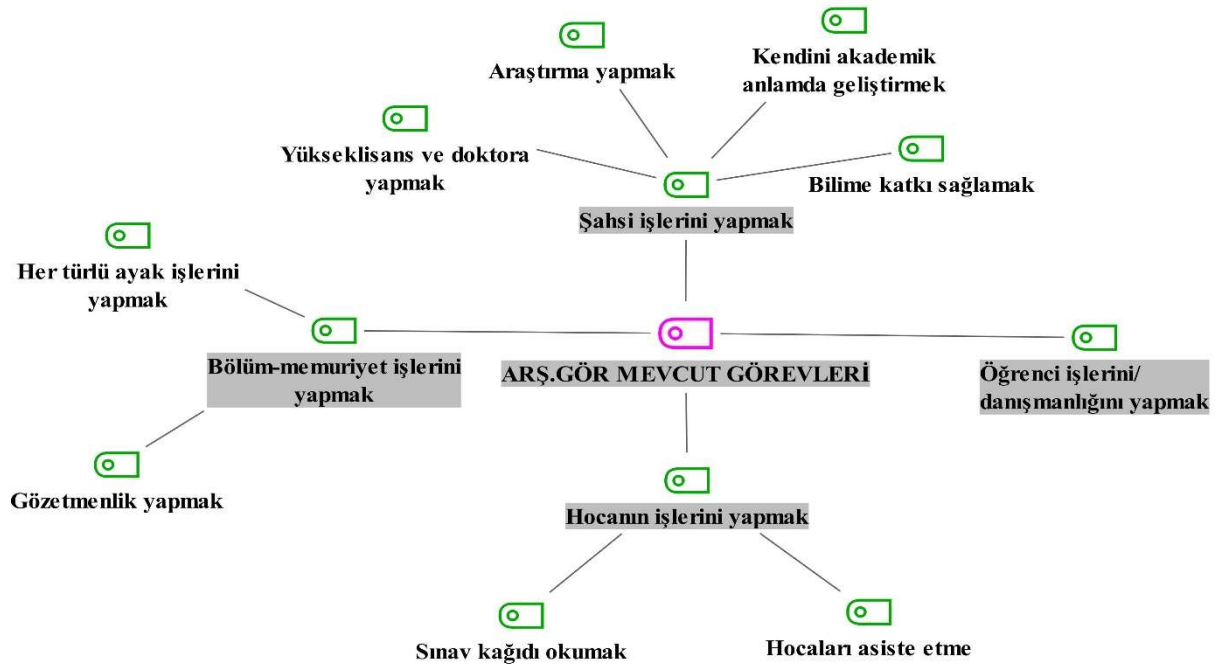 Araştırma yapmak
Kendini akademik
anlamda geliştirmek
Yükseklisans ve doktora
yapmak
Bilime katkı sağlamak
Şahsi işlerini yapmak
Her türlü ayak işlerini
yapmak
Bölüm-memuriyet işlerini
yapmak
ARŞ.GÖR MEVCUT GÖREVLERİ
Öğrenci işlerini/
danışmanlığını yapmak
Gözetmenlik yapmak
Hocanın işlerini yapmak
Sınav kağıdı okumak
Hocaları asiste etme